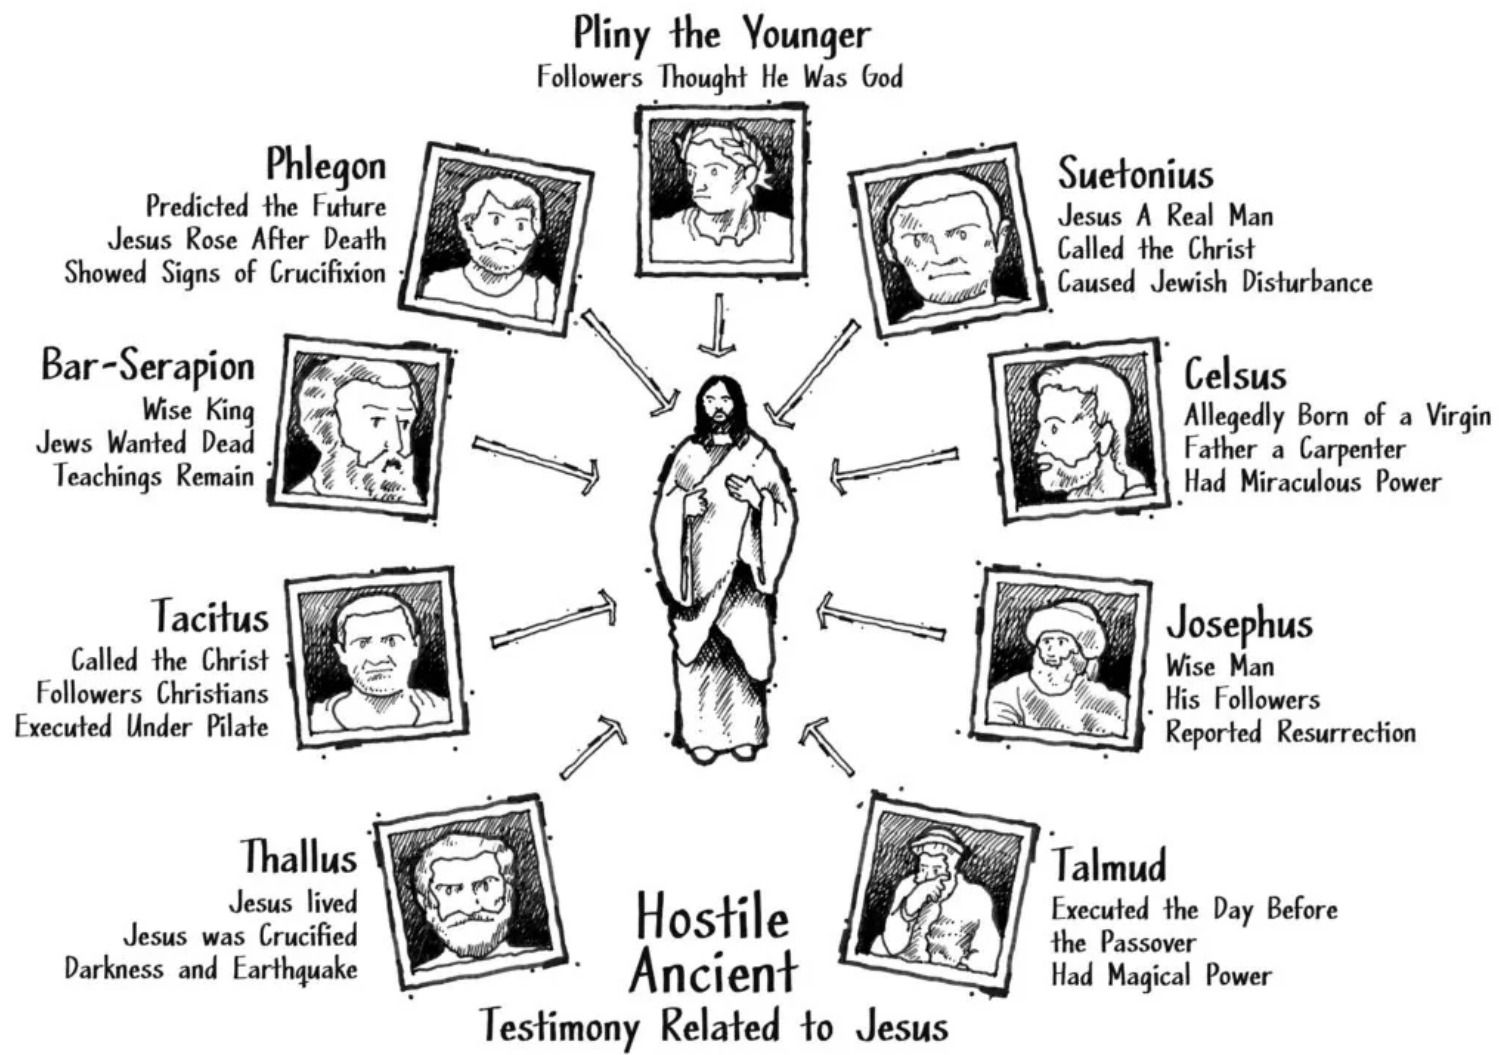 Pliny the Younger
Followers Thought He Was God
Phlegon
Predicted the Future
Jesus Rose After Death
Showed Signs of Crucifixion
Suetonius
Jesus A Real Man
Called the Christ
Caused Jewish Disturbance
Bar-Serapion
Wise King
Jews Wanted Dead
Teachings Remain
Celsus
Allegedly Born of a Virgin
Father a Carpenter
Had Miraculous Power
Tacitus
Called the Christ
Followers Christians
Executed Under Pilate
Josephus
Wise Man
His Followers
Reported Resurrection
Thallus
Jesus lived
Jesus was Crucified
Darkness and Earthquake
Talmud
Executed the Day Before
the Passover
Had Magical Power
Hostile
Ancient
Testimony Related to Jesus